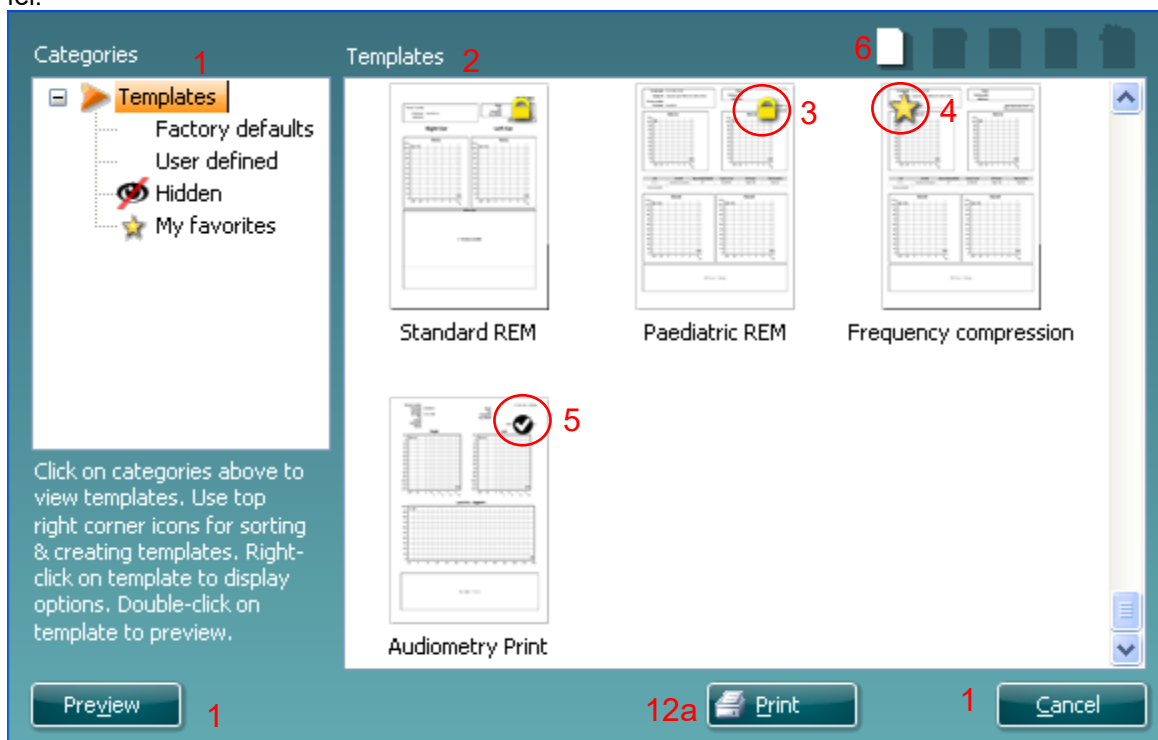 Categories 1
Templates 2
6
Templates
Factory defaults
User defined
Hidden
My favorites
3
4
Standard REM
Paediatric REM
Frequency compression
5
Audiometry Print
Click on categories above to
view templates. Use top
right corner icons for sorting
& creating templates. Right-
click on template to display
options. Double-click on
template to preview.
Preview
1
12a
Print
1
Cancel